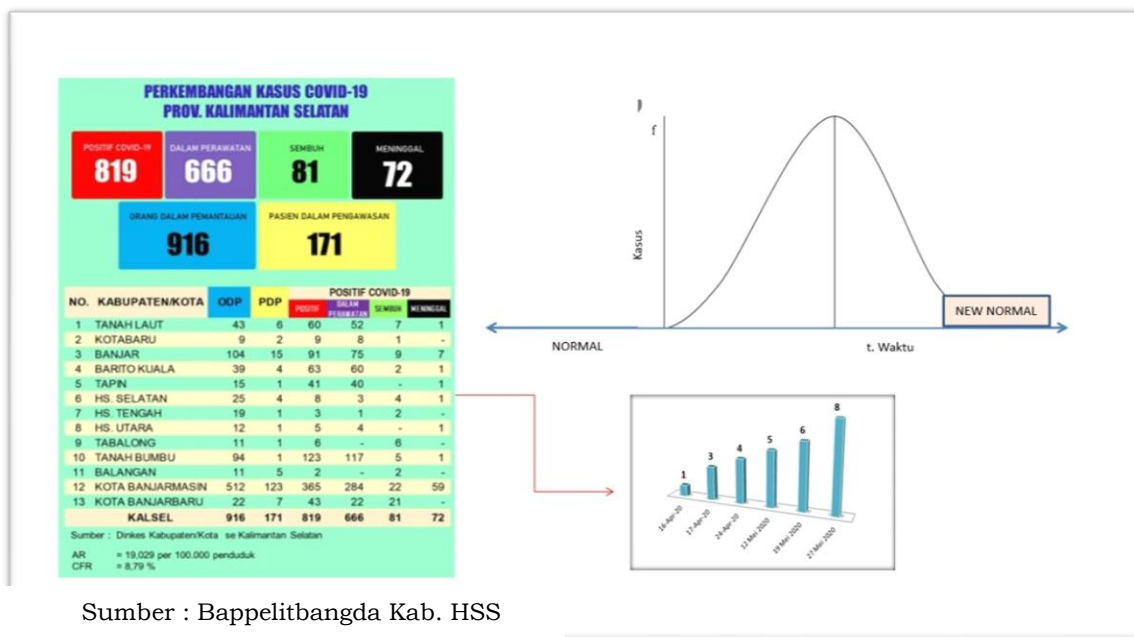 PERKEMBANGAN KASUS COVID-19
PROV. KALIMANTAN SELATAN
POSITIF COVID-19 DALAM PERAWATAN SEMBUH MENINGGAL
819 666 81 72
ORANG DALAM PEMANTAUAN PASIEN DALAM PENGAWASAN
916 171
POSITIF COVID-19
NO. KABUPATEN/KOTA ODP PDP POSITIF DALAM PERAWATAN SEMBUH MENINGGAL
1 TANAH LAUT 43 6 60 52 7 1
2 KOTABARU 9 2 9 8 1 -
3 BANJAR 104 15 91 75 9 7
4 BARITO KUALA 39 4 63 60 2 1
5 TAPIN 15 1 41 40 - 1
6 HS. SELATAN 25 4 8 3 4 1
7 HS. TENGAH 19 1 3 1 2 -
8 HS. UTARA 12 1 5 4 - 1
9 TABALONG 11 1 6 - 6 -
10 TANAH BUMBU 94 1 123 117 5 1
11 BALANGAN 11 5 2 - 2 -
12 KOTA BANJARMASIN 512 123 365 284 22 59
13 KOTA BANJARBARU 22 7 43 22 21 -
KALSEL 916 171 819 666 81 72
Sumber : Dinkes Kabupaten/Kota se Kalimantan Selatan
AR = 19,029 per 100.000 penduduk
CFR = 8,79 %
f
Kasus
NEW NORMAL
NORMAL
t. Waktu
1 3 4 5 6 8
16-Apr-20 17-Apr-20 24-Apr-20 12 Mei 2020 19 Mei 2020 27 Mei 2020
Sumber : Bappelitbangda Kab. HSS